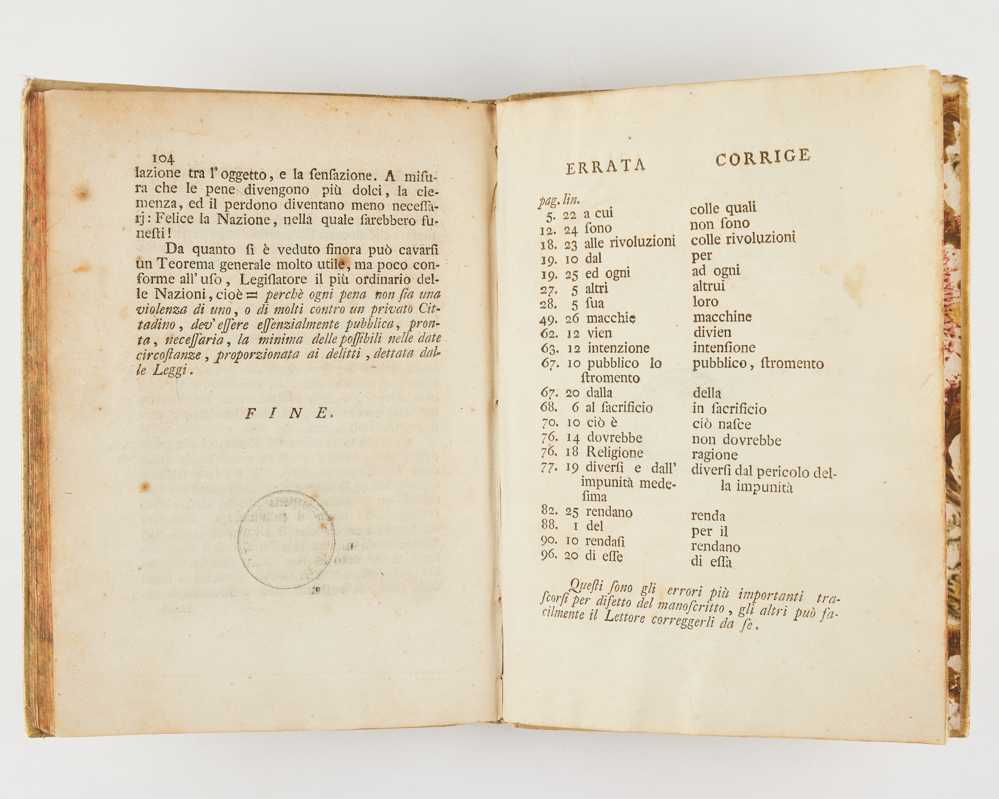 104
lazione tra l'oggetto, e la ſenſazione. A miſu-
ra che le pene divengono più dolci, la cle-
menza, ed il perdono diventano meno neceſſa-
rj: Felice la Nazione, nella quale ſarebbero fu-
neſti!
Da quanto ſi è veduto finora può cavarſi
un Teorema generale molto utile, ma poco con-
forme all'uſo, Legiſlatore il più ordinario del-
le Nazioni, cioè = perchè ogni pena non ſia una
violenza di uno, o di molti contro un privato Cit-
tadino, dev'eſſere eſſenzialmente pubblica, pron-
ta, neceſſaria, la minima delle poſſibili nelle date
circoſtanze, proporzionata ai delitti, dettata dal-
le Leggi.
FINE.
ERRATA CORRIGE
pag. lin.
5. 22 a cui colle quali
12. 24 ſono non ſono
18. 23 alle rivoluzioni colle rivoluzioni
19. 10 dal per
19. 25 ed ogni ad ogni
27. 5 altri altrui
28. 5 ſua loro
49. 26 macchie macchine
62. 12 vien divien
63. 12 intenzione intenſione
67. 10 pubblico lo pubblico, ſtromento
ſtromento
67. 20 dalla della
68. 6 al ſacrificio in ſacrificio
70. 10 ciò è ciò naſce
76. 14 dovrebbe non dovrebbe
76. 18 Religione ragione
77. 19 diverſi e dall' diverſi dal pericolo del-
impunità mede- la impunità
ſima
82. 25 rendano renda
88. 1 del per il
90. 10 rendaſi rendano
96. 20 di eſſe di eſſa
Queſti ſono gli errori più importanti tra-
ſcorſi per difetto del manoſcritto, gli altri può fa-
cilmente il Lettore correggerli da ſe.